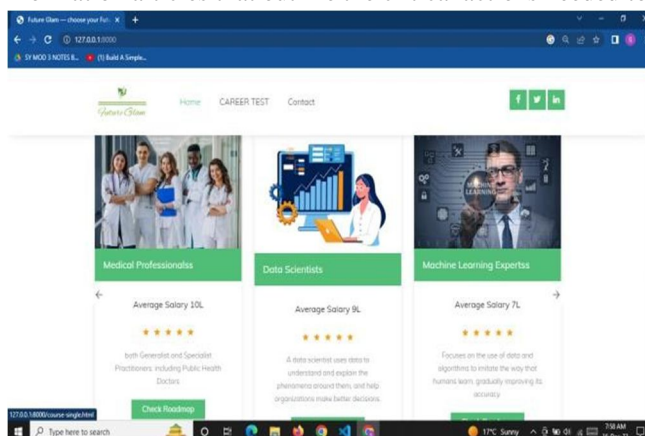 Future Glam — choose your Futu
127.0.0.1:8000
SY MOD 3 NOTES B...
(1) Build A Simple...
Future Glam
Home
CAREER TEST
Contact
MACHINE LEARNING
Medical Professionalss
Data Scientists
Machine Learning Expertss
Average Salary 10L
Average Salary 9L
Average Salary 7L
both Generalist and Specialist
Practitioners, including Public Health
Doctors
A data scientist uses data to
understand and explain the
phenomena around them, and help
organizations make better decisions.
Focuses on the use of data and
algorithms to imitate the way that
humans learn, gradually improving its
accuracy.
Check Roadmap
127.0.0.1:8000/course-single.html
Type here to search
17°C Sunny
7:58 AM